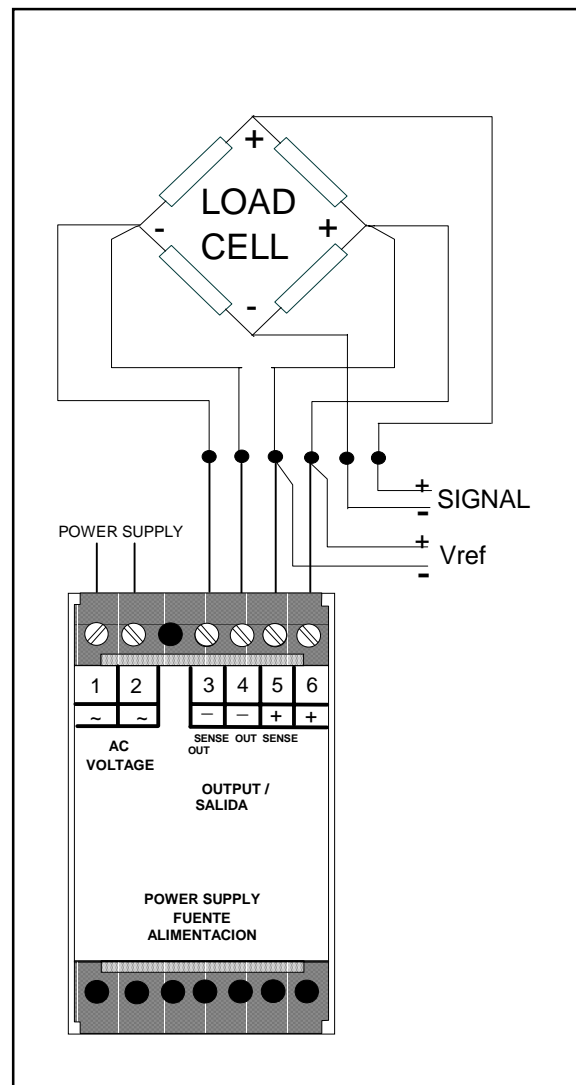 +
LOAD
- +
CELL
-
+
SIGNAL
-
POWER SUPPLY
+
Vref
-
1 2 3 4 5 6
~ ~ − − + +
SENSE OUT SENSE
OUT
AC
VOLTAGE
OUTPUT /
SALIDA
POWER SUPPLY
FUENTE
ALIMENTACION